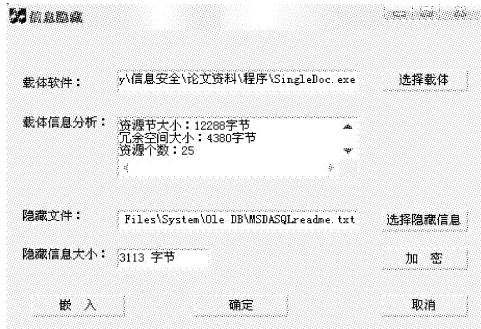 信息隐藏
载体软件： y\信息安全\论文资料\程序\SingleDoc.exe 选择载体
载体信息分析： 资源节大小：12288字节
冗余空间大小：4380字节
资源个数：25
隐藏文件： Files\System\Ole DB\MSDASQLreadme.txt 选择隐藏信息
隐藏信息大小： 3113 字节 加 密
嵌 入 确定 取消